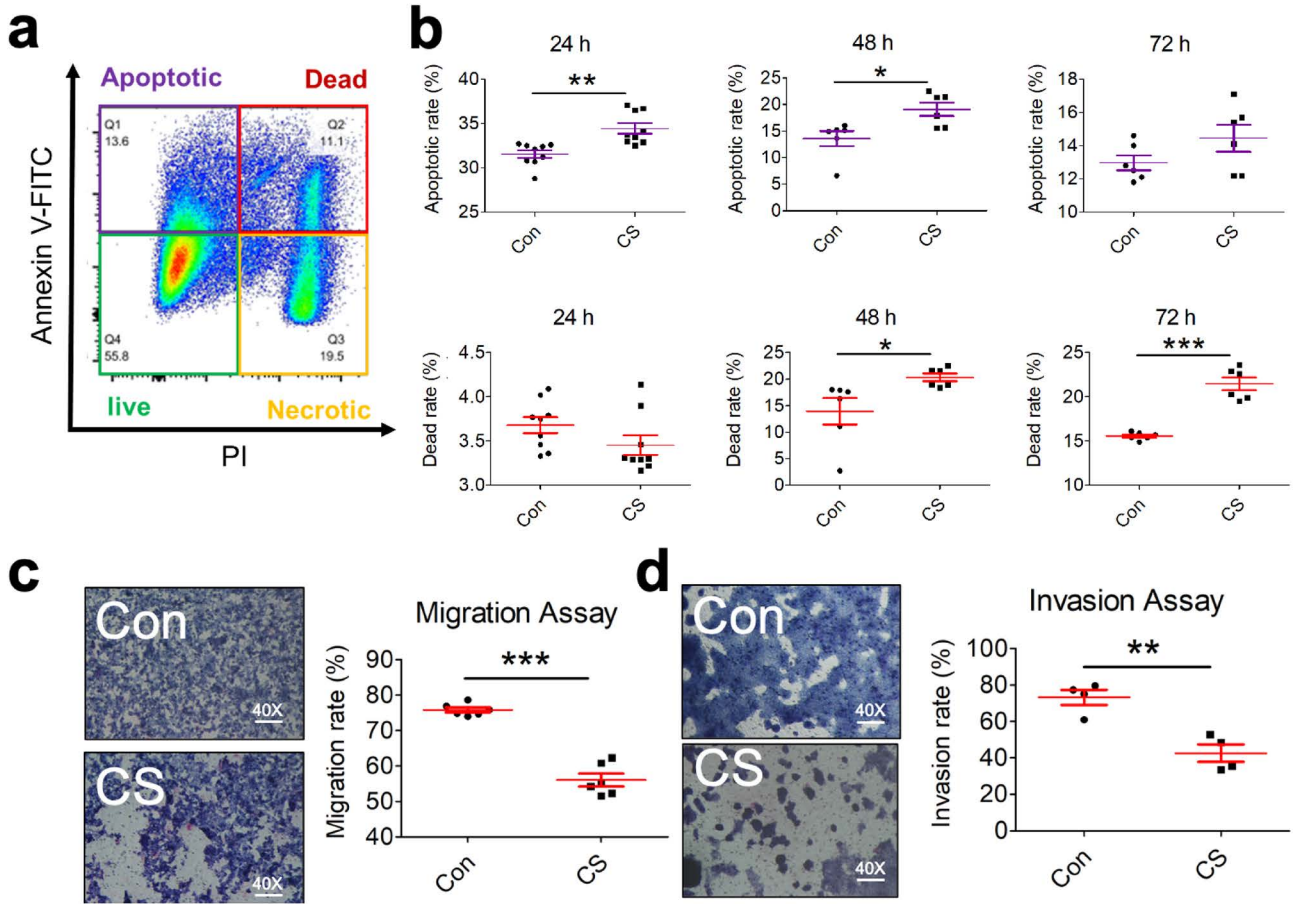 a
Apoptotic
Dead
Annexin V-FITC
Q1
13.6
Q2
11.1
Q4
55.8
Q3
19.5
live
Necrotic
PI
b
24 h
Apoptotic rate (%)
40
35
30
25
**
Con
CS
48 h
Apoptotic rate (%)
25
20
15
10
5
0
*
Con
CS
72 h
Apoptotic rate (%)
18
16
14
12
10
Con
CS
24 h
Dead rate (%)
4.5
4.0
3.5
3.0
Con
CS
48 h
Dead rate (%)
25
20
15
10
5
0
*
Con
CS
72 h
Dead rate (%)
25
20
15
10
***
Con
CS
c
Con
40X
CS
40X
Migration Assay
Migration rate (%)
90
80
70
60
50
40
***
Con
CS
d
Con
40X
CS
40X
Invasion Assay
Invasion rate (%)
100
80
60
40
20
0
**
Con
CS